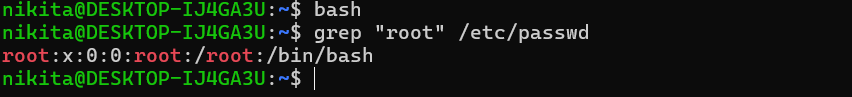 nikita@DESKTOP-IJ4GA3U:~$ bash
nikita@DESKTOP-IJ4GA3U:~$ grep "root" /etc/passwd
root:x:0:0:root:/root:/bin/bash
nikita@DESKTOP-IJ4GA3U:~$